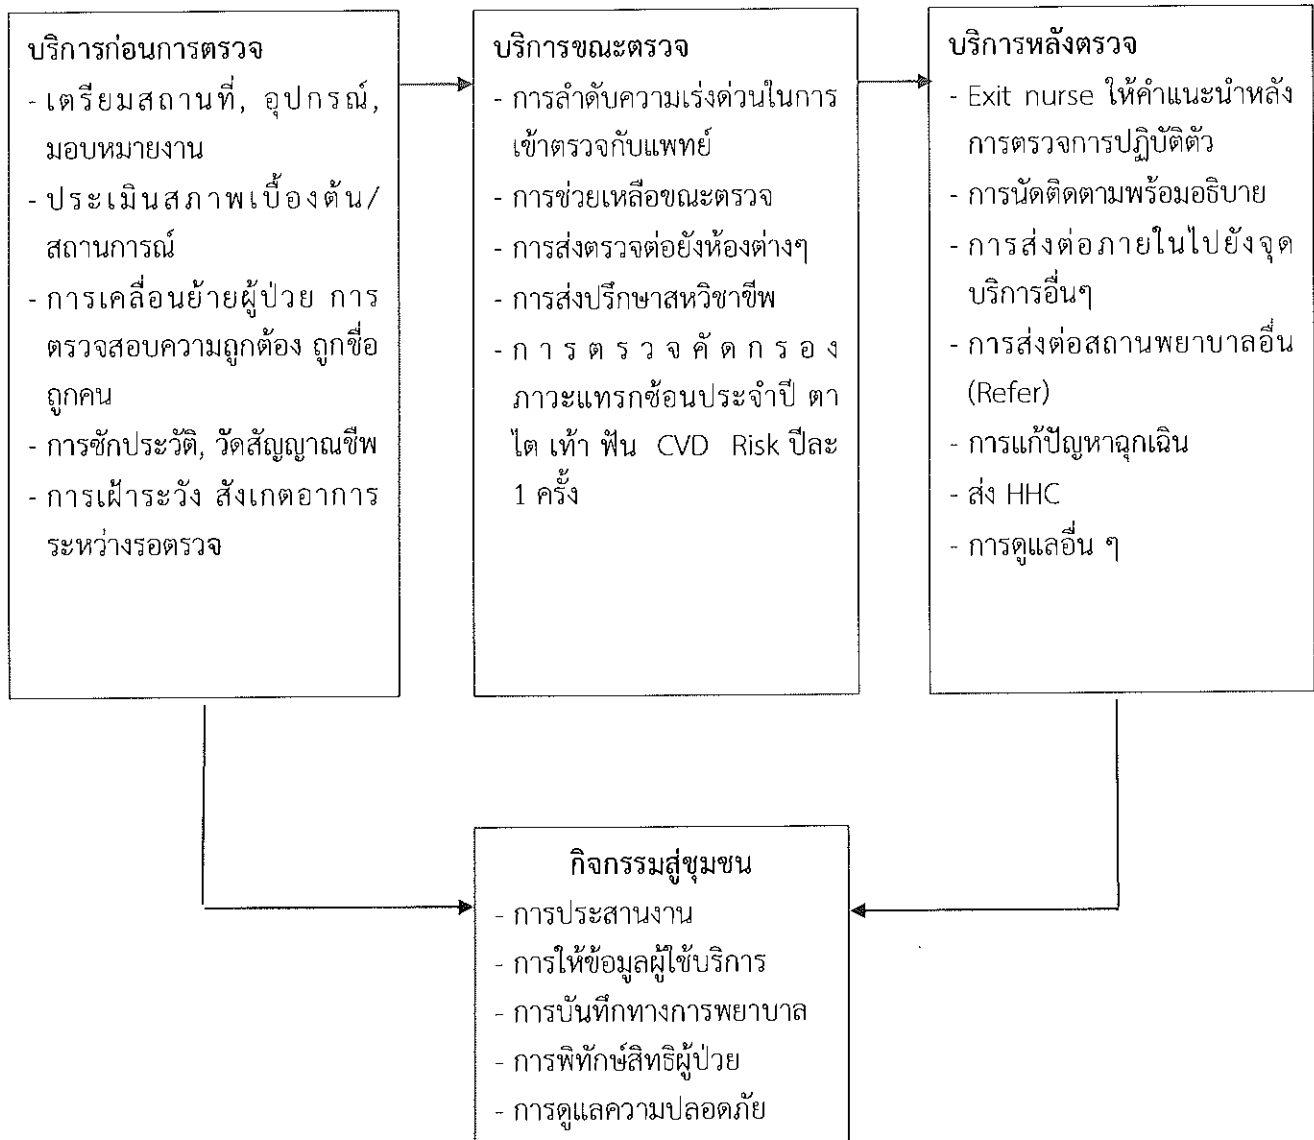 บริการก่อนการตรวจ
- เตรียมสถานที่, อุปกรณ์,
มอบหมายงาน
- ประเมินสภาพเบื้องต้น/
สถานการณ์
- การเคลื่อนย้ายผู้ป่วย การ
ตรวจสอบความถูกต้อง ถูกชื่อ
ถูกคน
- การซักประวัติ, วัดสัญญาณชีพ
- การเฝ้าระวัง สังเกตอาการ
ระหว่างรอตรวจ
บริการขณะตรวจ
- การลำดับความเร่งด่วนในการ
เข้าตรวจกับแพทย์
- การช่วยเหลือขณะตรวจ
- การส่งตรวจต่อยังห้องต่างๆ
- การส่งปรึกษาสหวิชาชีพ
- การตรวจคัดกรอง
ภาวะแทรกซ้อนประจำปี ตา
ไต เท้า ฟัน CVD Risk ปีละ
1 ครั้ง
บริการหลังตรวจ
- Exit nurse ให้คำแนะนำหลัง
การตรวจการปฏิบัติตัว
- การนัดติดตามพร้อมอธิบาย
- การส่งต่อภายในไปยังจุด
บริการอื่นๆ
- การส่งต่อสถานพยาบาลอื่น
(Refer)
- การแก้ปัญหาฉุกเฉิน
- ส่ง HHC
- การดูแลอื่น ๆ
กิจกรรมสู่ชุมชน
- การประสานงาน
- การให้ข้อมูลผู้ใช้บริการ
- การบันทึกทางการพยาบาล
- การพิทักษ์สิทธิผู้ป่วย
- การดูแลความปลอดภัย